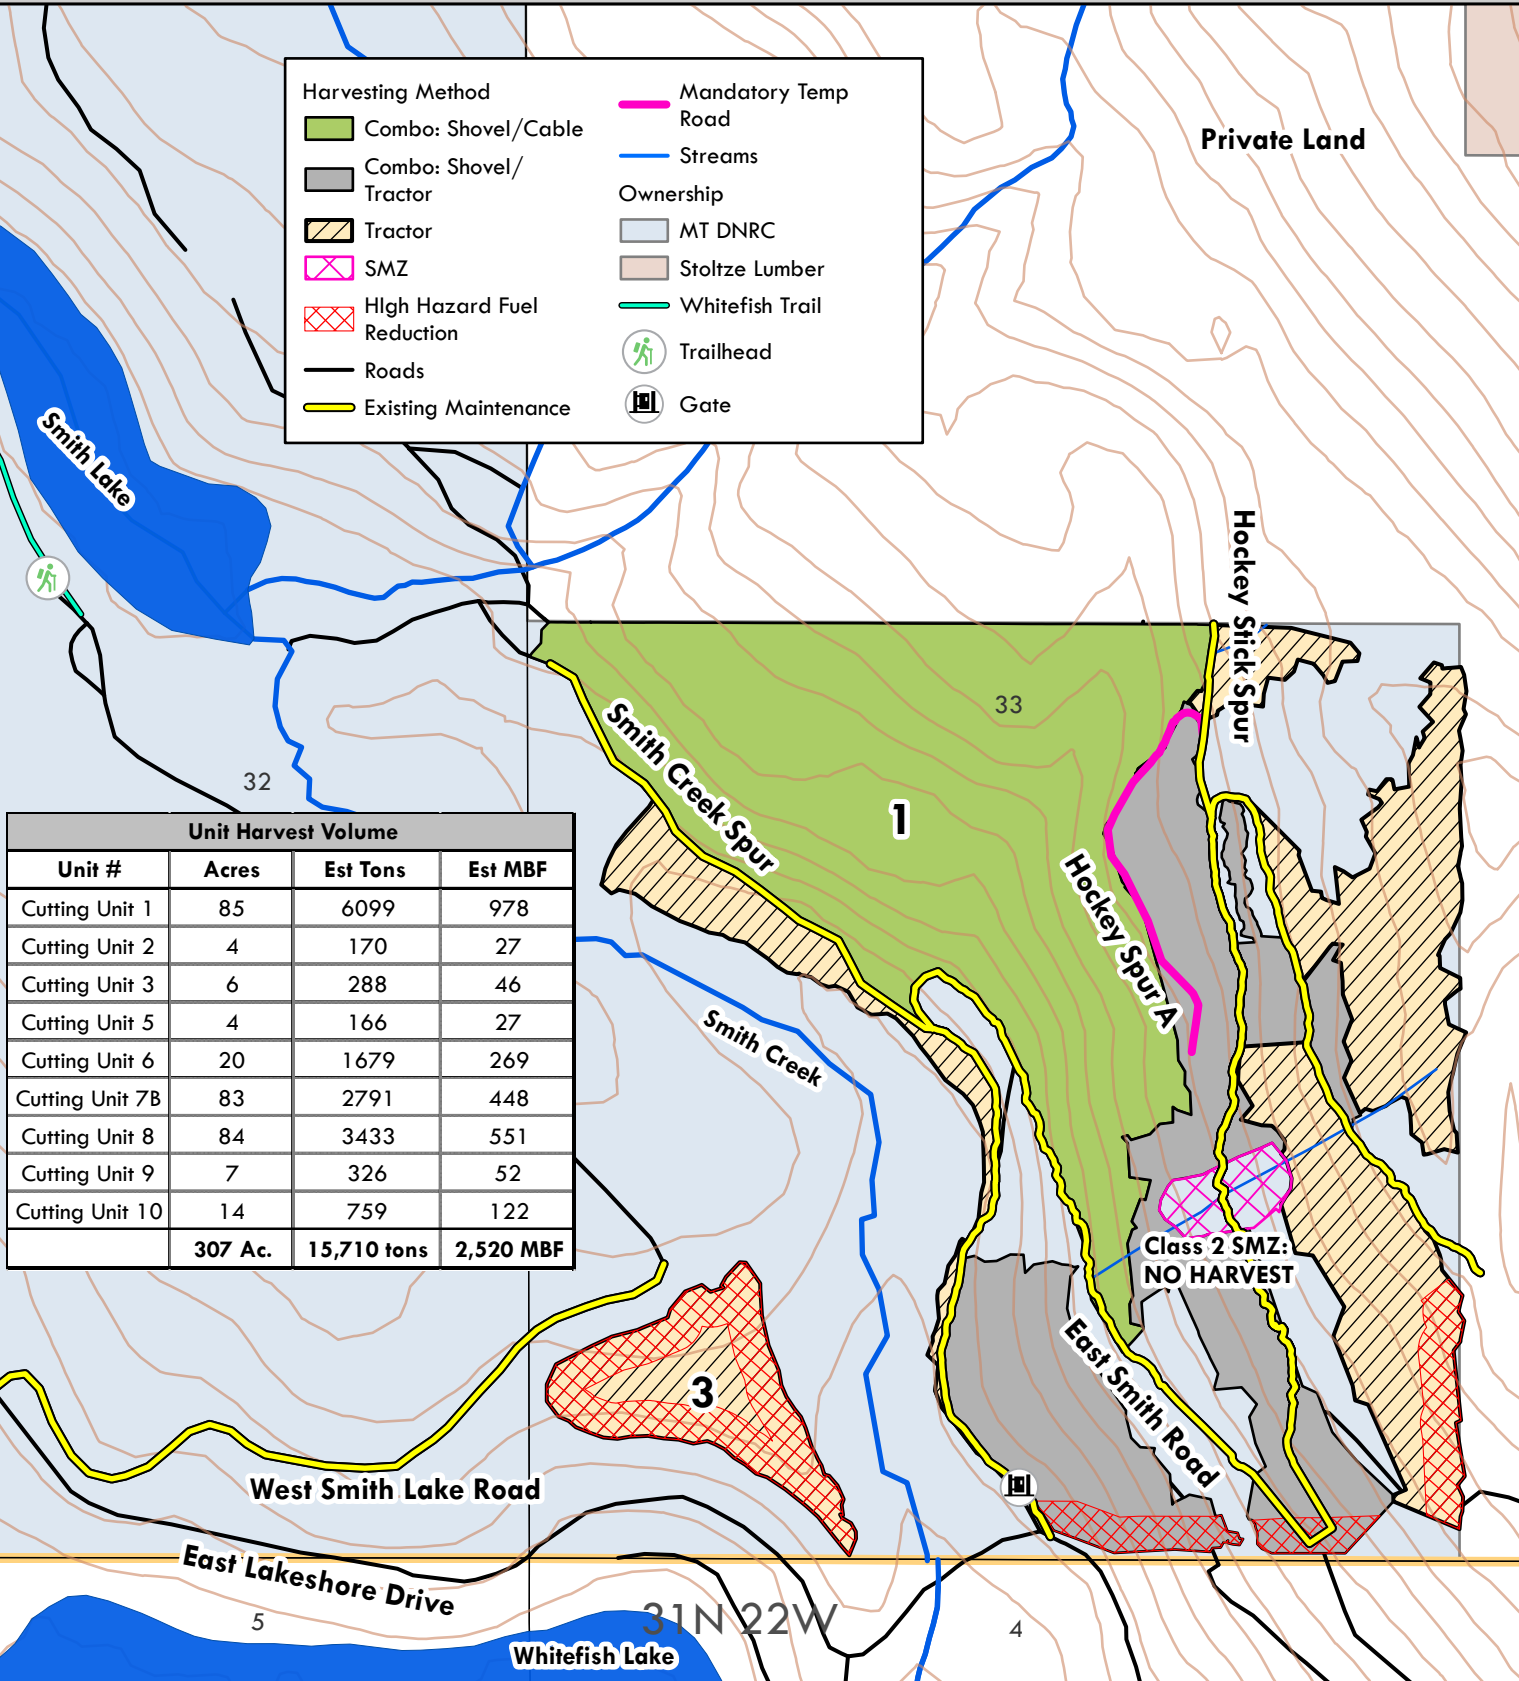 Harvesting Method
Combo: Shovel/Cable
Combo: Shovel/
Tractor
Tractor
SMZ
HIgh Hazard Fuel
Reduction
Roads
Existing Maintenance
Mandatory Temp
Road
Streams
Ownership
MT DNRC
Stoltze Lumber
Whitefish Trail
Trailhead
Gate
Private Land
Smith Lake
Hockey Stick Spur
33
32
Smith Creek Spur
1
Hockey Spur A
Smith Creek
Unit Harvest Volume
Unit # Acres Est Tons Est MBF
Cutting Unit 1 85 6099 978
Cutting Unit 2 4 170 27
Cutting Unit 3 6 288 46
Cutting Unit 5 4 166 27
Cutting Unit 6 20 1679 269
Cutting Unit 7B 83 2791 448
Cutting Unit 8 84 3433 551
Cutting Unit 9 7 326 52
Cutting Unit 10 14 759 122
307 Ac. 15,710 tons 2,520 MBF
Class 2 SMZ:
NO HARVEST
3
East Smith Road
West Smith Lake Road
East Lakeshore Drive
5
31N 22W
4
Whitefish Lake